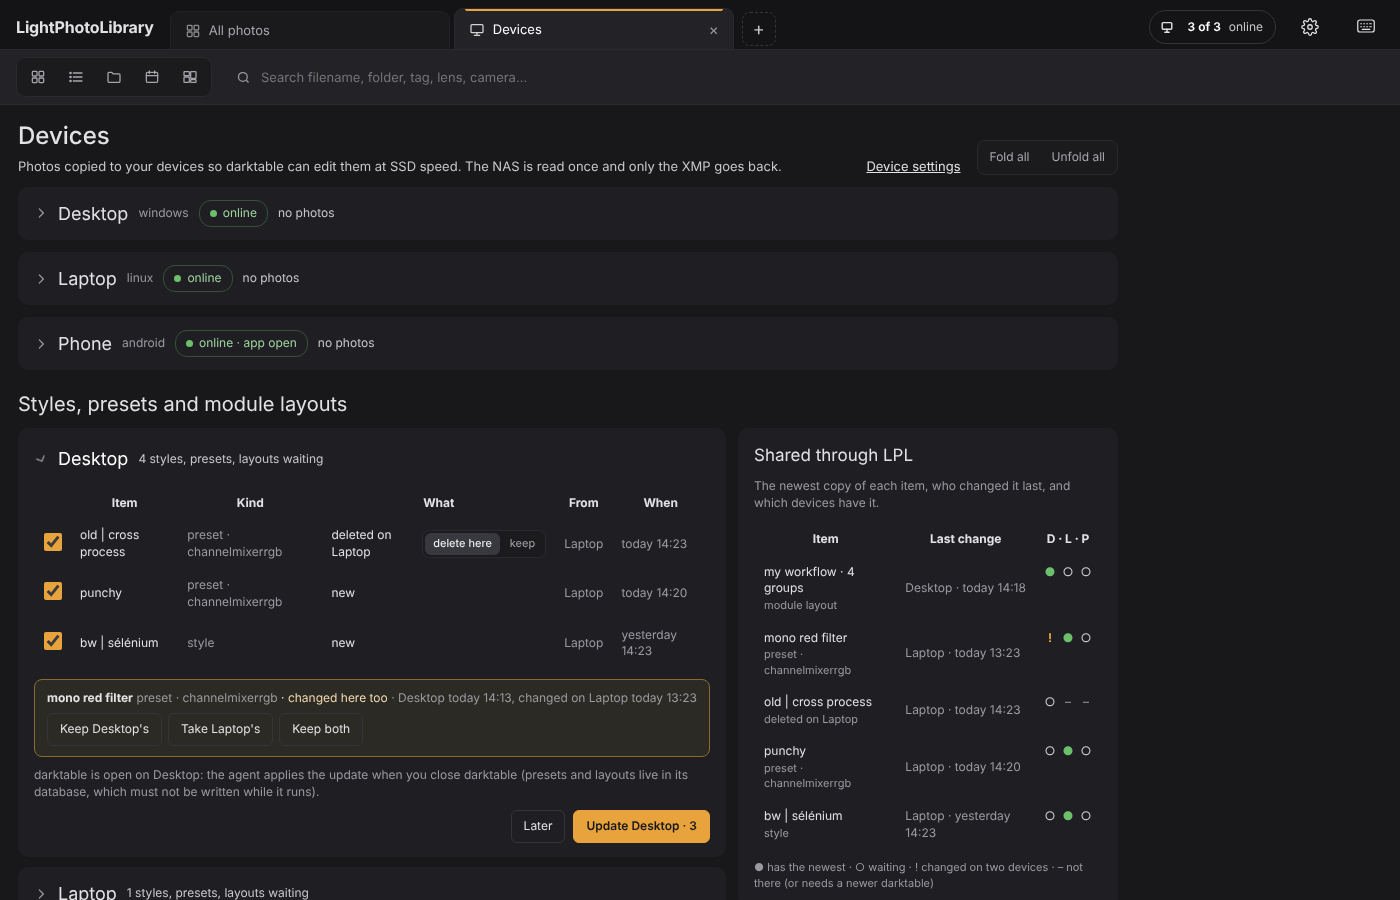 LightPhotoLibrary
All photos
Devices
×
+
3 of 3 online
Search filename, folder, tag, lens, camera...
Devices
Photos copied to your devices so darktable can edit them at SSD speed. The NAS is read once and only the XMP goes back.
Device settings
Fold all
Unfold all
Desktop windows online no photos
Laptop linux online no photos
Phone android online · app open no photos
Styles, presets and module layouts
Desktop 4 styles, presets, layouts waiting
Item Kind What From When
old | cross process preset · channelmixerrgb deleted on Laptop delete here keep Laptop today 14:23
punchy preset · channelmixerrgb new Laptop today 14:20
bw | sélénium style new Laptop yesterday 14:23
mono red filter preset · channelmixerrgb · changed here too · Desktop today 14:13, changed on Laptop today 13:23
Keep Desktop's
Take Laptop's
Keep both
darktable is open on Desktop: the agent applies the update when you close darktable (presets and layouts live in its
database, which must not be written while it runs).
Later
Update Desktop · 3
Laptop 1 styles, presets, layouts waiting
Shared through LPL
The newest copy of each item, who changed it last, and
which devices have it.
Item Last change D · L · P
my workflow · 4
groups
module layout
Desktop · today 14:18
mono red filter
preset ·
channelmixerrgb
Laptop · today 13:23
!
old | cross process
deleted on Laptop
Laptop · today 14:23
– –
punchy
preset ·
channelmixerrgb
Laptop · today 14:20
bw | sélénium
style
Laptop · yesterday
14:23
● has the newest · ○ waiting · ! changed on two devices · – not
there (or needs a newer darktable)